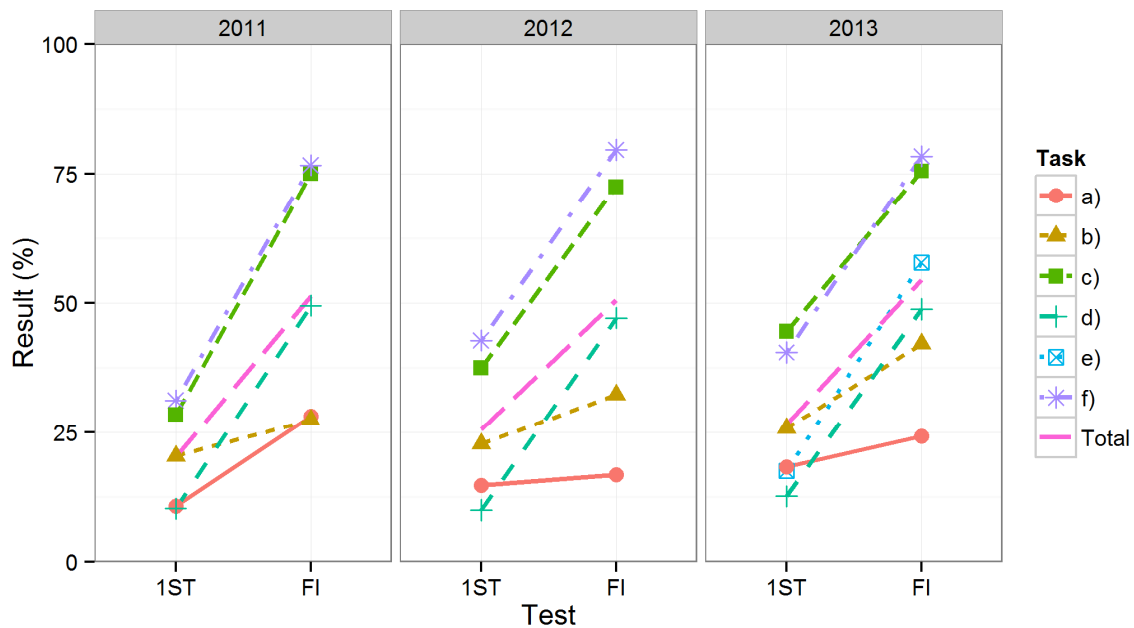 2011
2012
2013
100
75
50
25
0
Result (%)
1ST
FI
1ST
FI
1ST
FI
Test
Task
a)
b)
c)
d)
e)
f)
Total